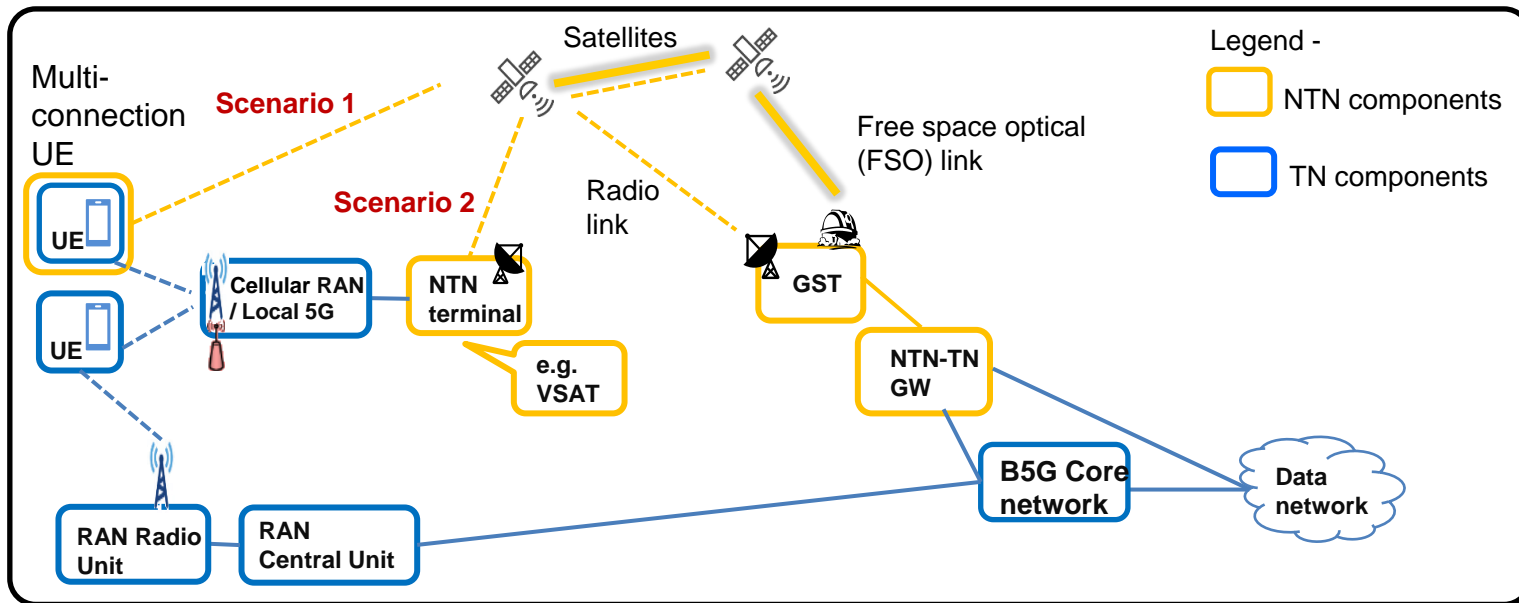 Satellites
Legend -
Multi-
connection
UE
Scenario 1
NTN components
Free space optical
(FSO) link
TN components
Scenario 2
Radio
link
UE
Cellular RAN
/ Local 5G
NTN
terminal
GST
UE
e.g.
VSAT
NTN-TN
GW
B5G Core
network
Data
network
RAN Radio
Unit
RAN
Central Unit